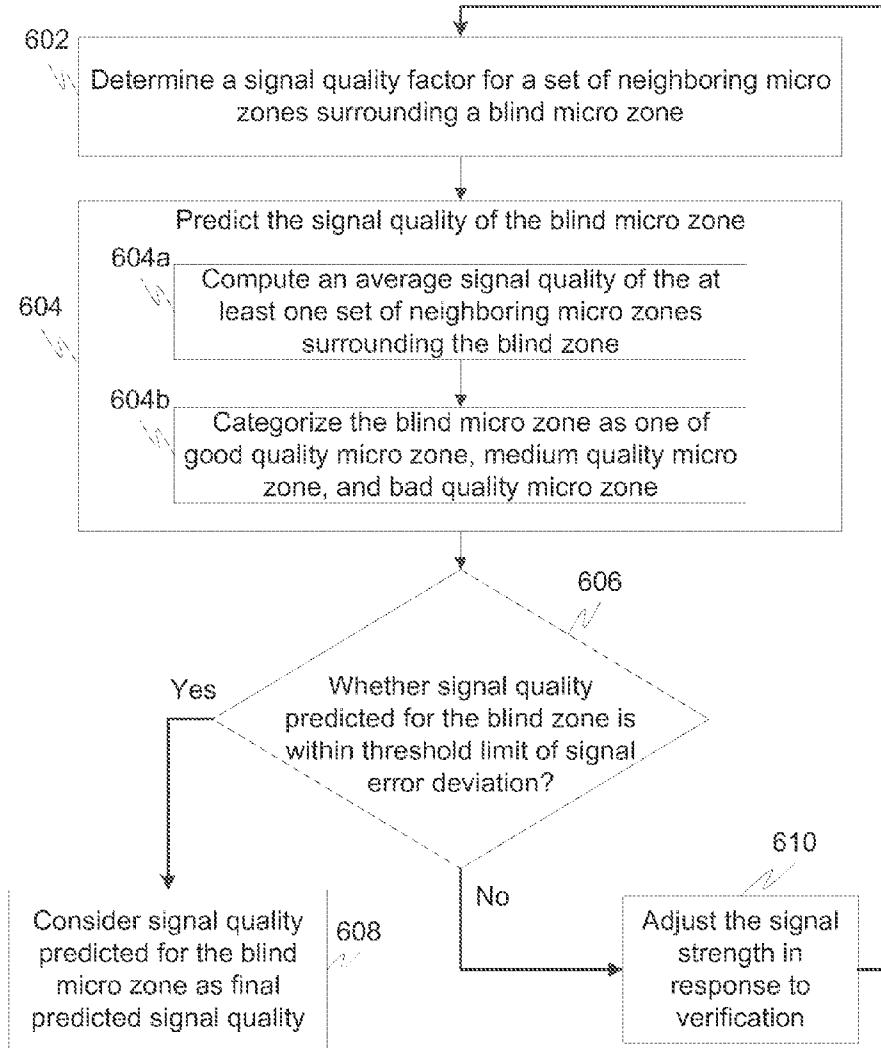 602
Determine a signal quality factor for a set of neighboring micro
zones surrounding a blind micro zone
Predict the signal quality of the blind micro zone
604a
Compute an average signal quality of the at
least one set of neighboring micro zones
surrounding the blind zone
604
604b
Categorize the blind micro zone as one of
good quality micro zone, medium quality micro
zone, and bad quality micro zone
606
Yes
Whether signal quality
predicted for the blind zone is
within threshold limit of signal
error deviation?
No
610
Consider signal quality
predicted for the blind
micro zone as final
predicted signal quality
608
Adjust the signal
strength in
response to
verification